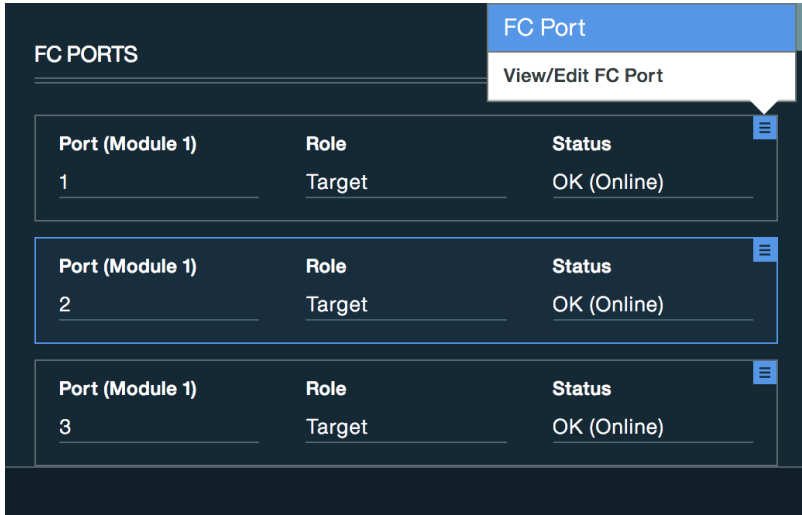 FC Port
View/Edit FC Port
FC PORTS
Port (Module 1) Role Status
1 Target OK (Online)
Port (Module 1) Role Status
2 Target OK (Online)
Port (Module 1) Role Status
3 Target OK (Online)